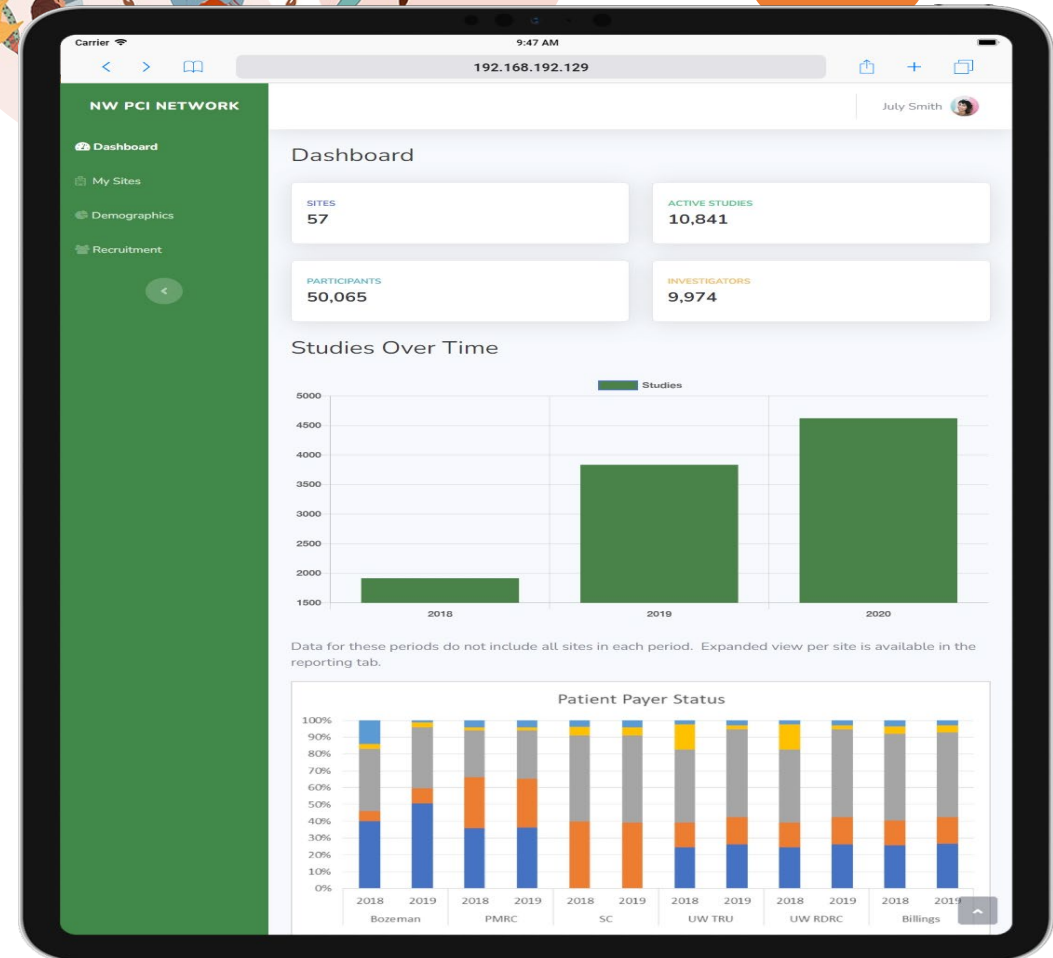 Carrier
9:47 AM
192.168.192.129
NW PCI NETWORK
July Smith
Dashboard
My Sites
Demographics
Recruitment
Dashboard
SITES
57
ACTIVE STUDIES
10,841
PARTICIPANTS
50,065
INVESTIGATORS
9,974
Studies Over Time
Studies
5000
4500
4000
3500
3000
2500
2000
1500
2018 2019 2020
Data for these periods do not include all sites in each period. Expanded view per site is available in the
reporting tab.
Patient Payer Status
100%
90%
80%
70%
60%
50%
40%
30%
20%
10%
0%
2018 2019 2018 2019 2018 2019 2018 2019 2018 2019 2018 2019
Bozeman PMRC SC UW TRU UW RDRC Billings